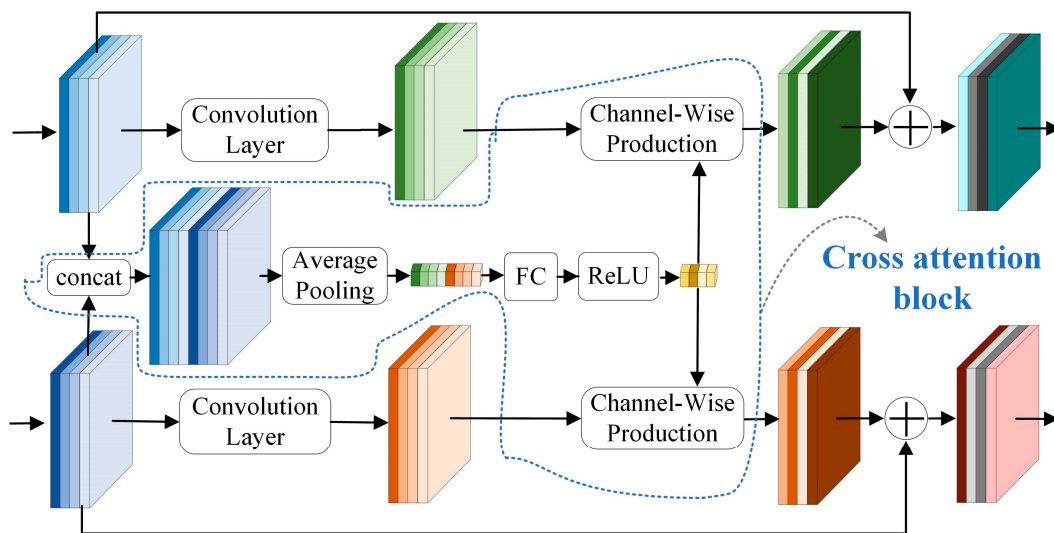 Convolution
Layer
Channel-Wise
Production
concat
Average
Pooling
FC
ReLU
Cross attention
block
Convolution
Layer
Channel-Wise
Production